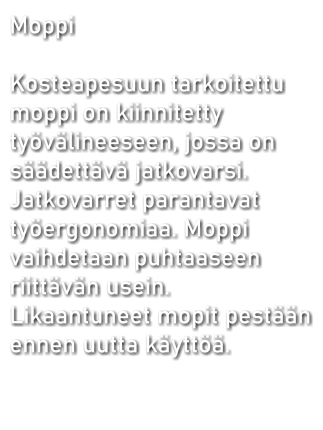 Moppi
Kosteapesuun tarkoitettu
moppi on kiinnitetty
työvälineeseen, jossa on
säädettävä jatkovarsi.
Jatkovarret parantavat
työergonomiaa. Moppi
vaihdetaan puhtaaseen
riittävän usein.
Likaantuneet mopit pestään
ennen uutta käyttöä.